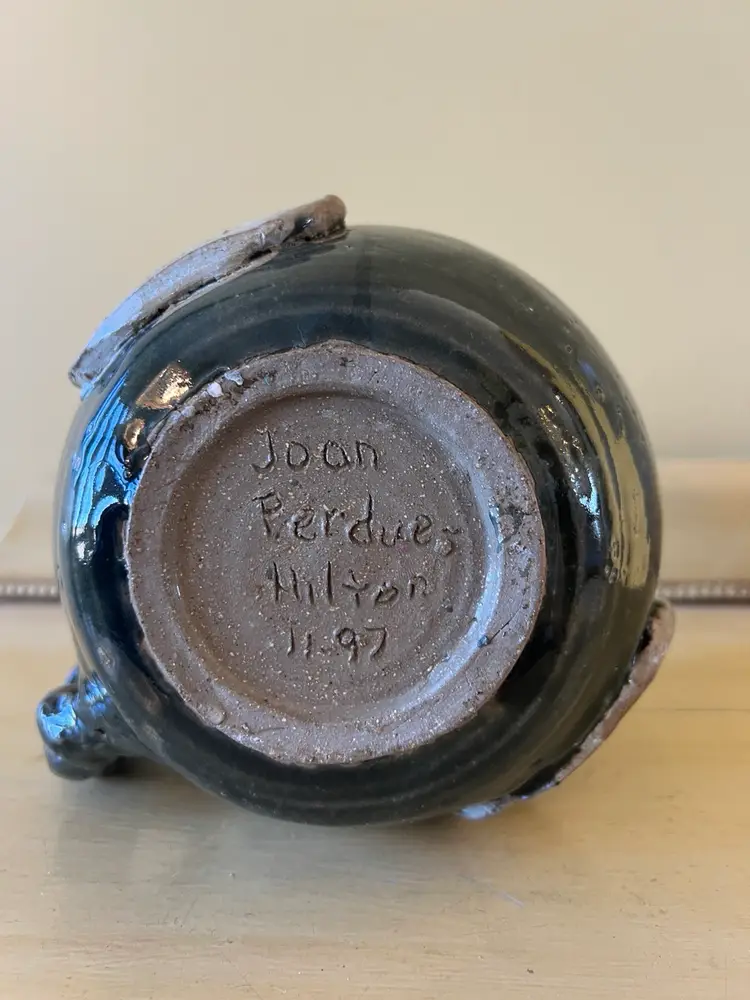 Joan
Perdue
Hilton
11-97